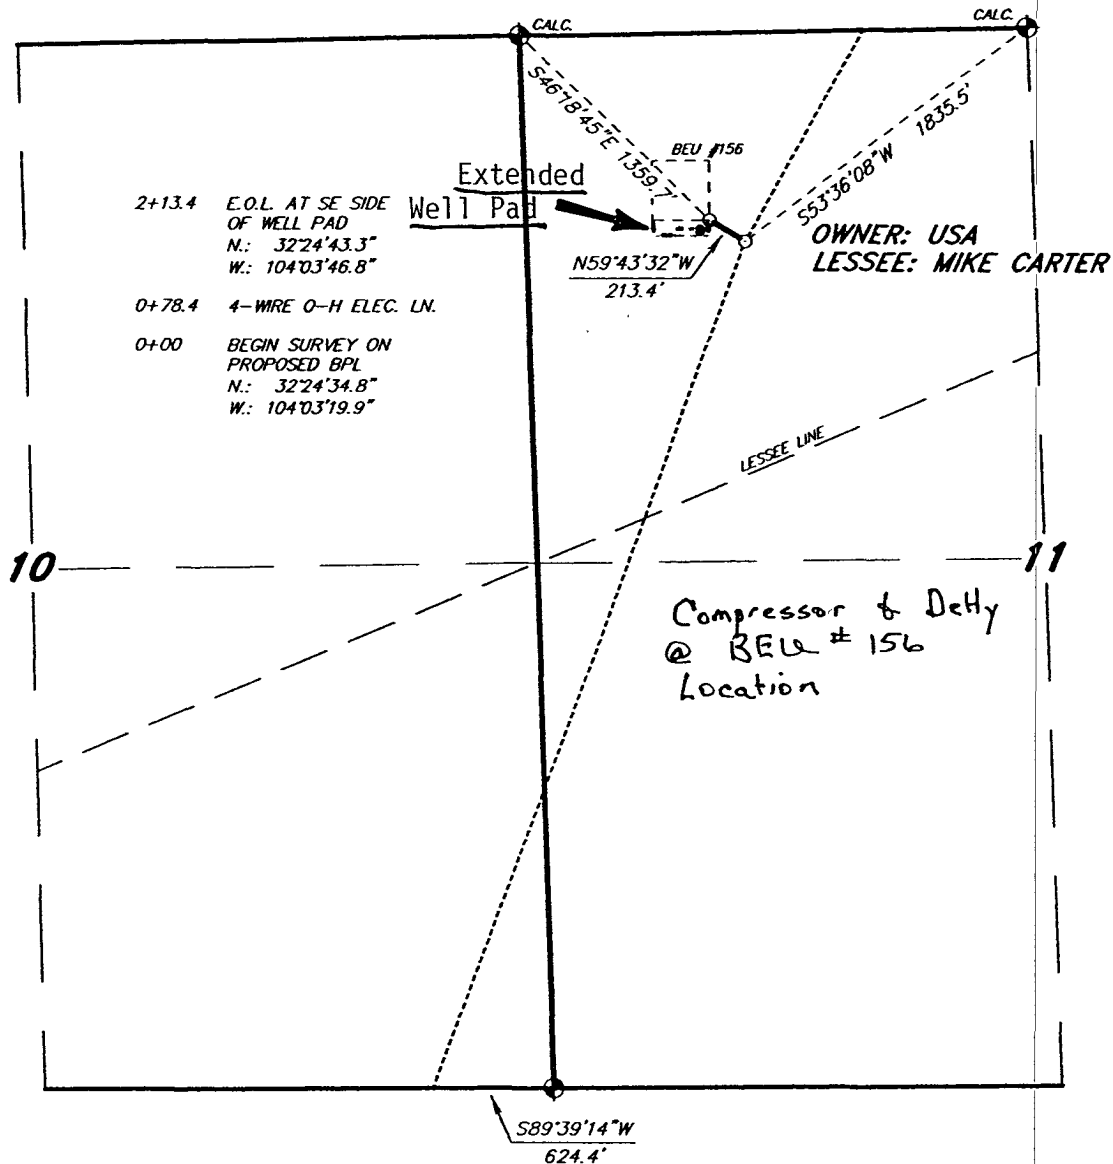 CALC.
CALC.
S46°18'45"E 1359.7'
S53°36'08"W 1835.5'
BEU #156
Extended
Well Pad
2+13.4 E.O.L. AT SE SIDE
OF WELL PAD
N.: 32°24'43.3"
W.: 104°03'46.8"
OWNER: USA
LESSEE: MIKE CARTER
N59°43'32"W
213.4'
0+78.4 4-WIRE O-H ELEC. LN.
0+00 BEGIN SURVEY ON
PROPOSED BPL
N.: 32°24'34.8"
W.: 104°03'19.9"
LESSEE LINE
10
11
Compressor & DeHy
@ BEU # 156
Location
S89°39'14"W
624.4'